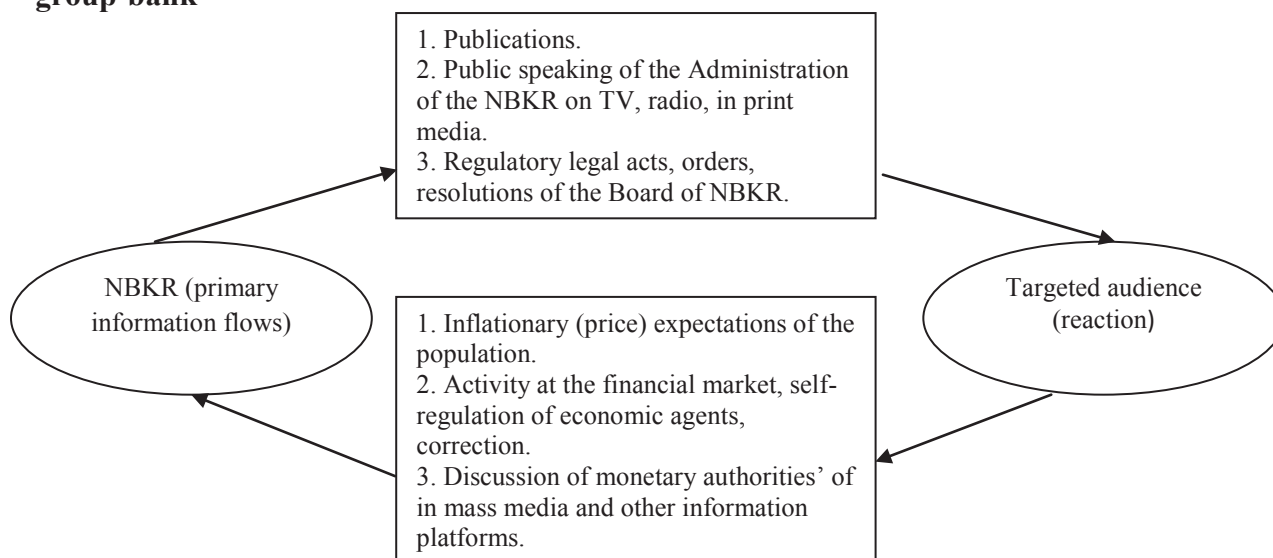 group-bank
1. Publications.
2. Public speaking of the Administration
of the NBKR on TV, radio, in print
media.
3. Regulatory legal acts, orders,
resolutions of the Board of NBKR.
NBKR (primary
information flows)
Targeted audience
(reaction)
1. Inflationary (price) expectations of the
population.
2. Activity at the financial market, self-
regulation of economic agents,
correction.
3. Discussion of monetary authorities’ of
in mass media and other information
platforms.